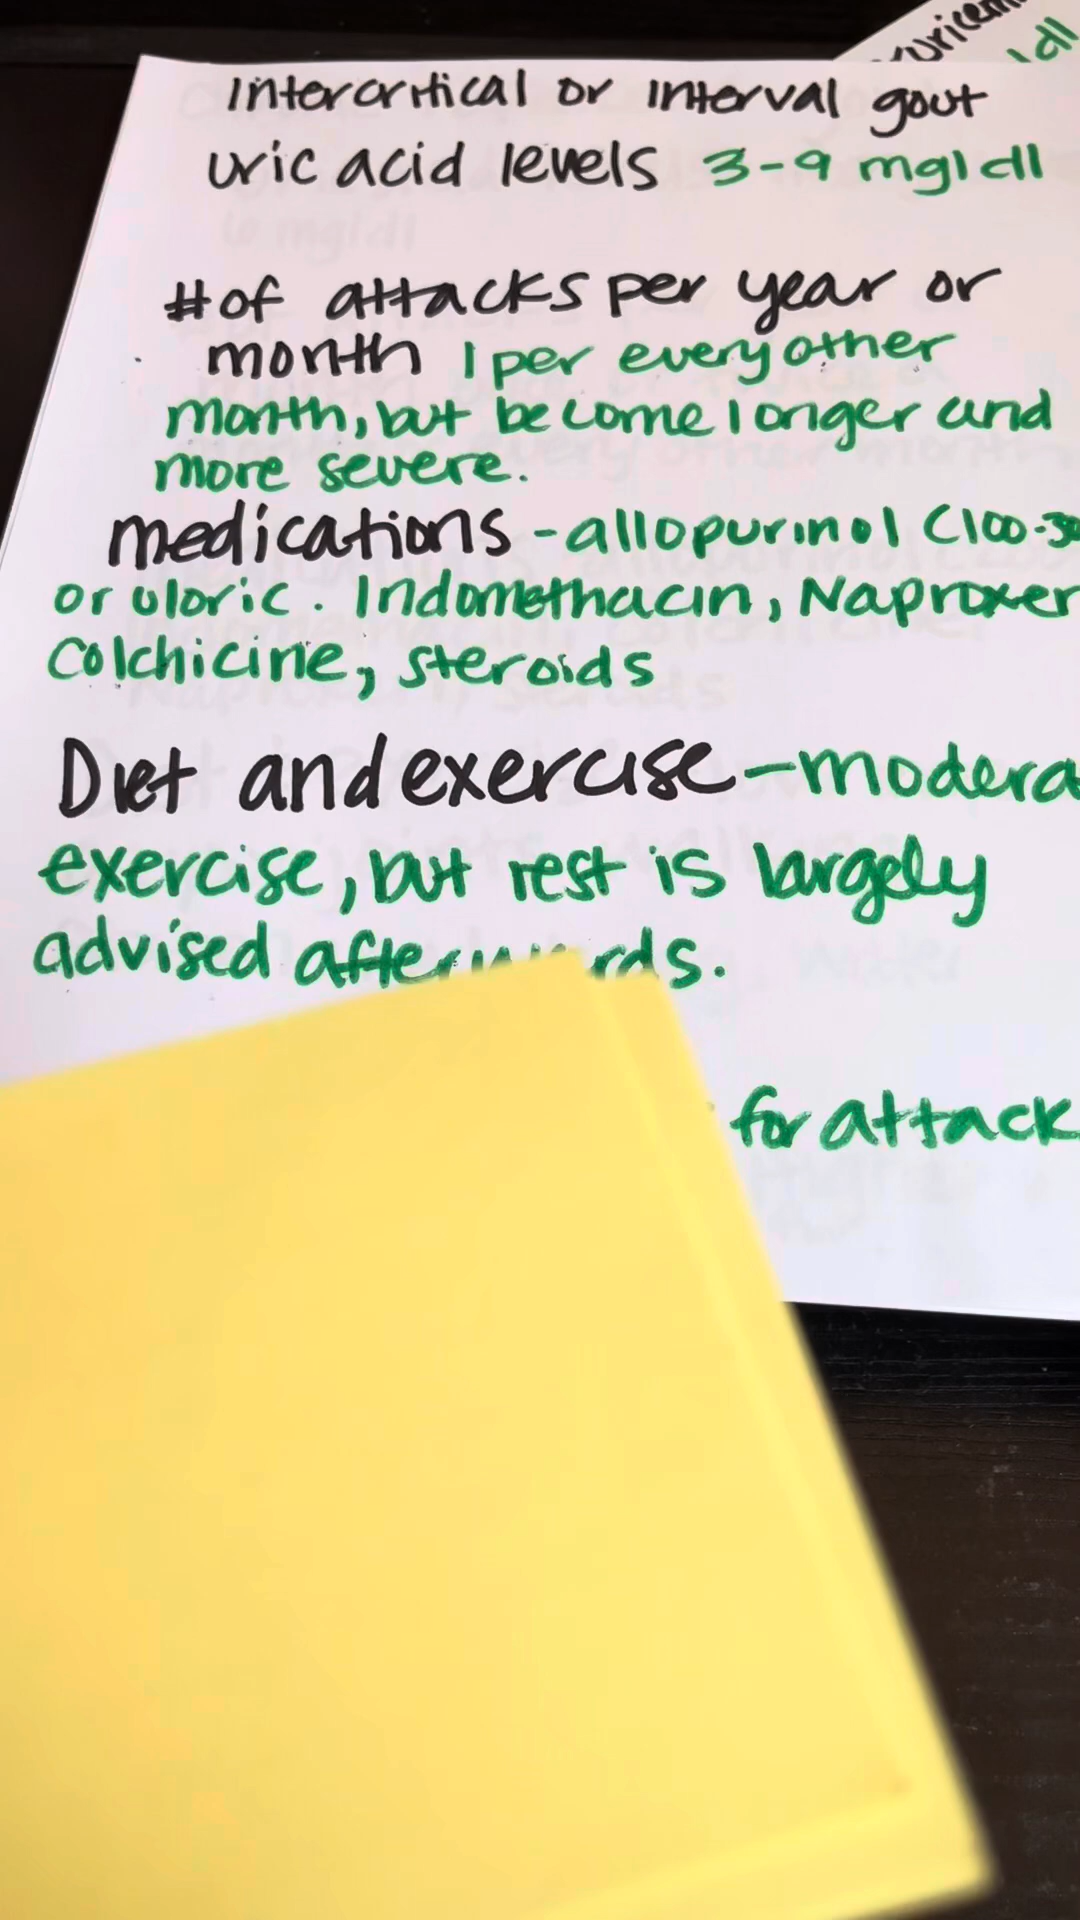 Intercritical or interval gout
uric acid levels 3-9 mg/dl
# of attacks per year or
month 1 per every other
month, but become longer and
more severe.
medications - allopurinol (100-30
or uloric. Indomethacin, Naproxen
Colchicine, steroids
Diet and exercise - modera
exercise, but rest is largely
advised afterwards.
for attack